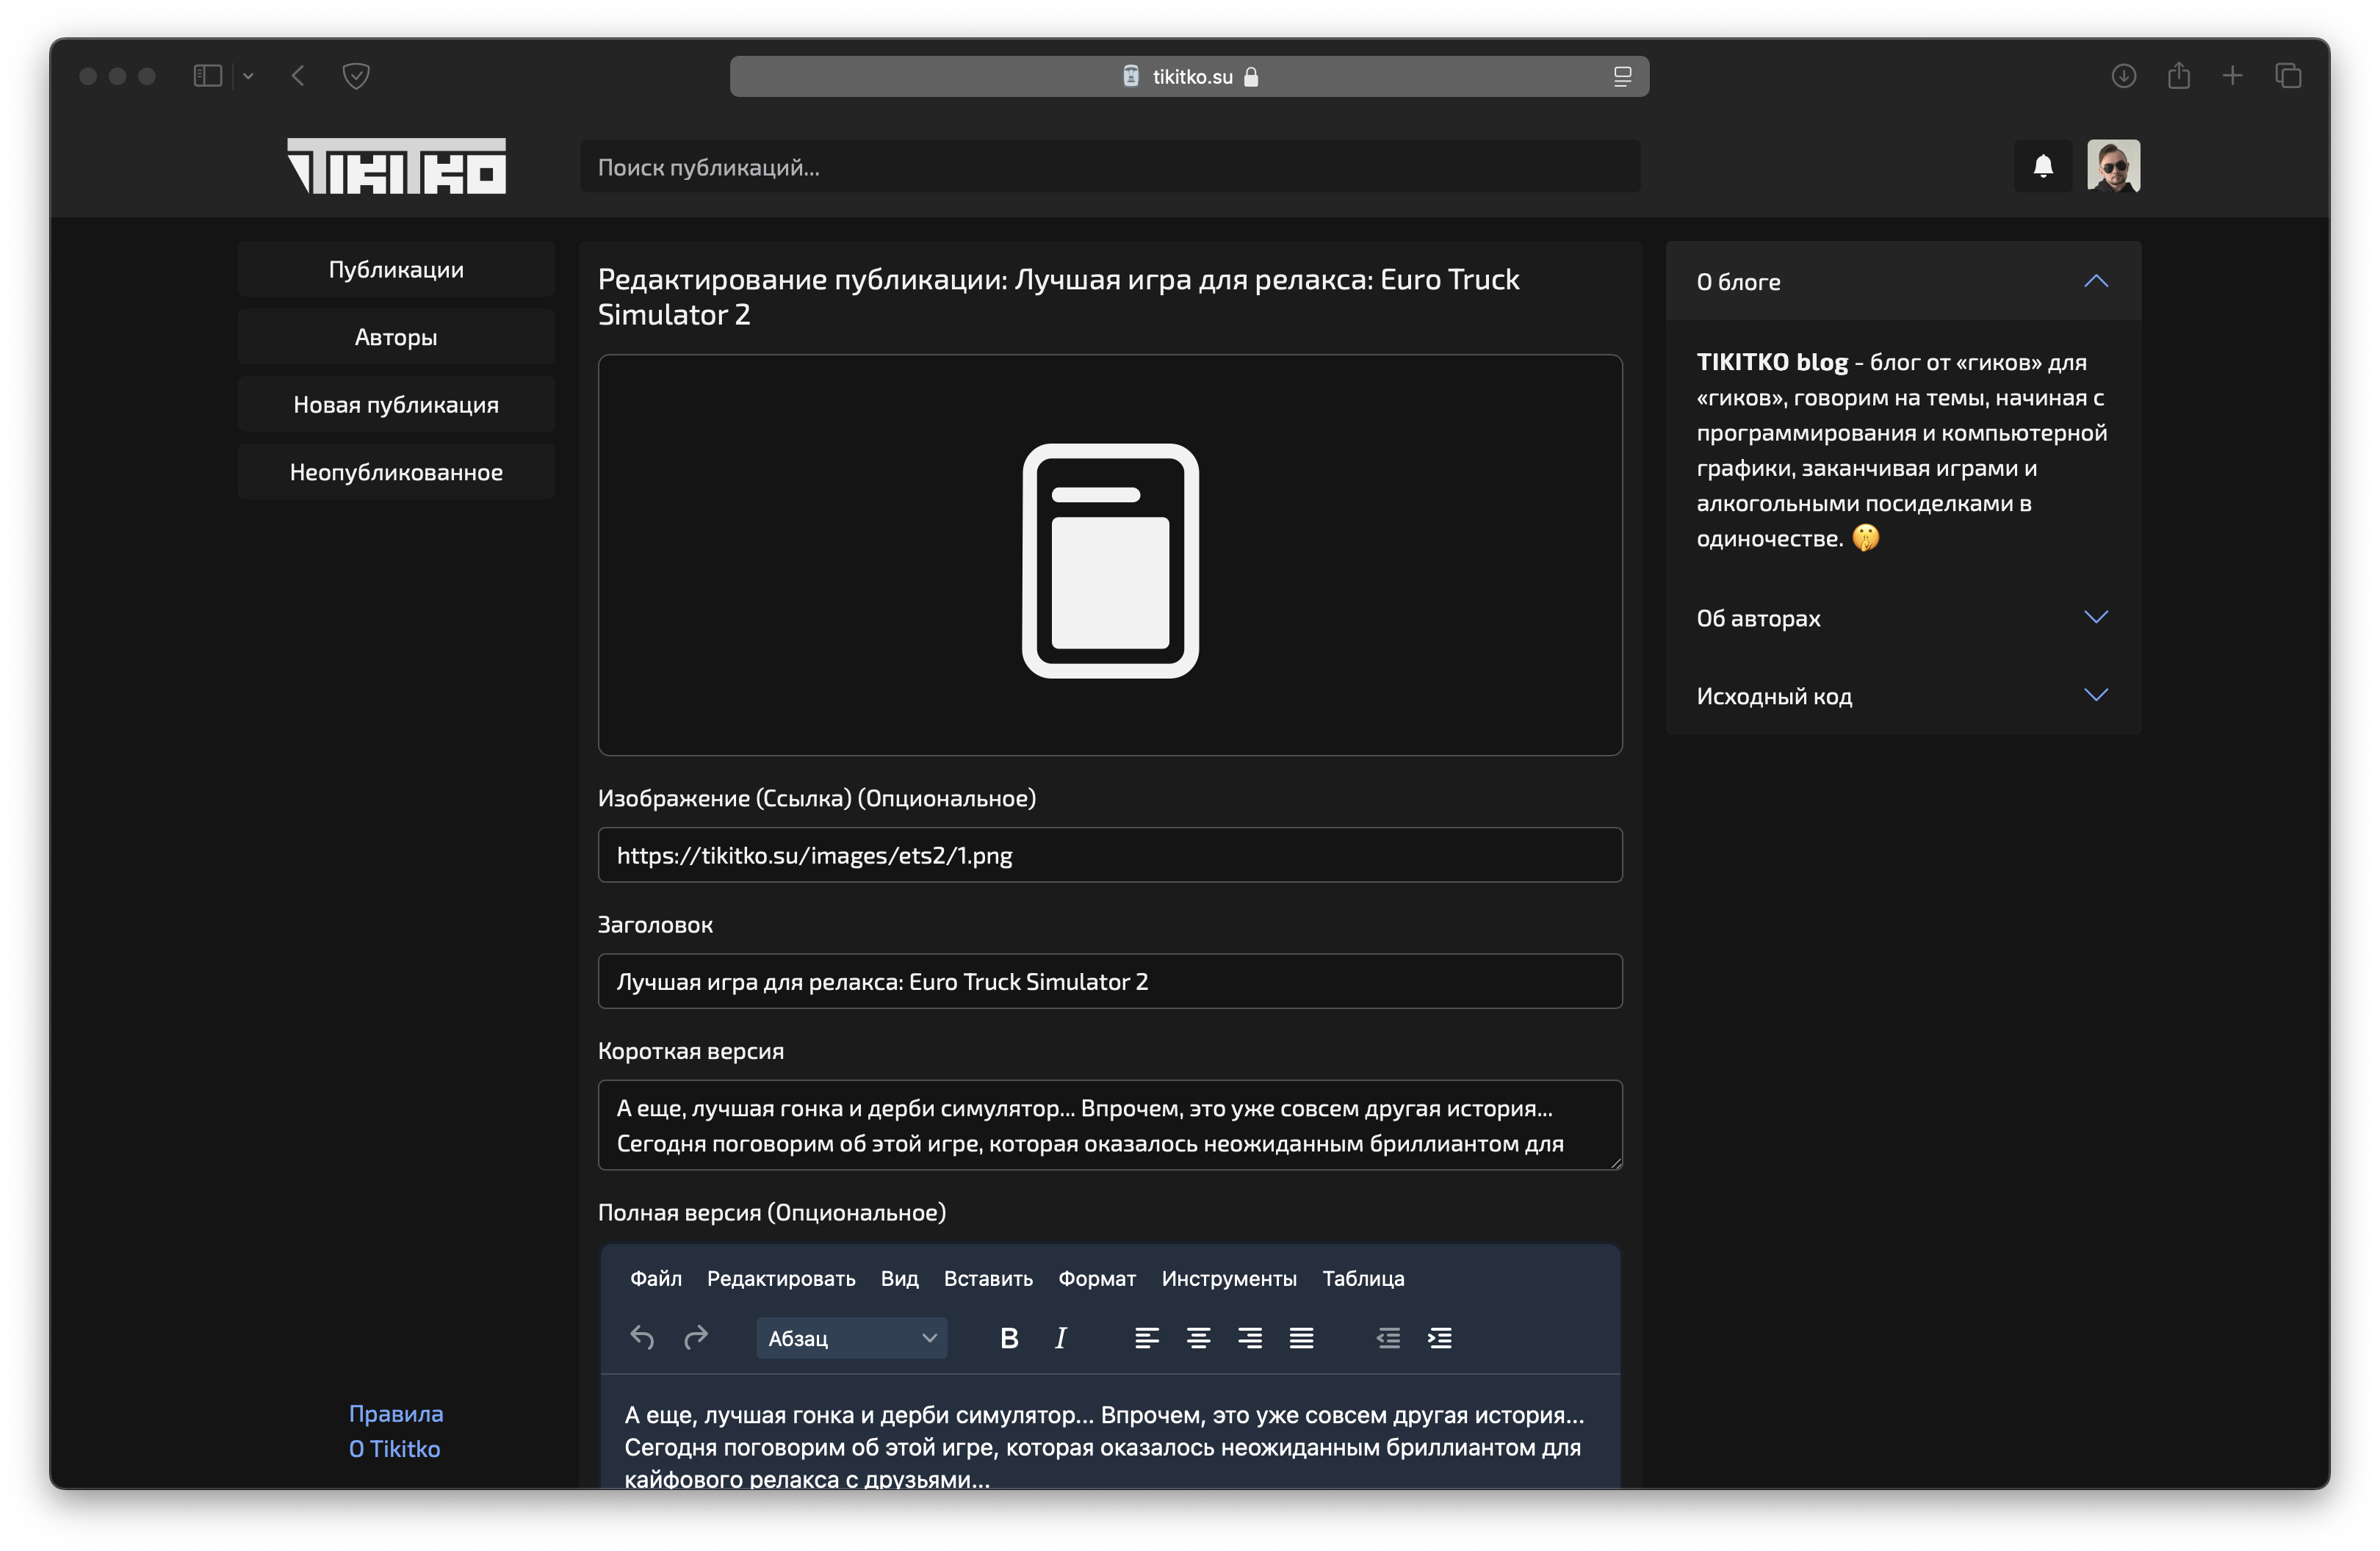 tikitko.su
TIKITKO
Поиск публикаций...
Публикации
Авторы
Новая публикация
Неопубликованное
Правила
О Tikitko
Редактирование публикации: Лучшая игра для релакса: Euro Truck
Simulator 2
Изображение (Ссылка) (Опциональное)
https://tikitko.su/images/ets2/1.png
Заголовок
Лучшая игра для релакса: Euro Truck Simulator 2
Короткая версия
А еще, лучшая гонка и дерби симулятор... Впрочем, это уже совсем другая история...
Сегодня поговорим об этой игре, которая оказалось неожиданным бриллиантом для
Полная версия (Опциональное)
Файл Редактировать Вид Вставить Формат Инструменты Таблица
Абзац B I
А еще, лучшая гонка и дерби симулятор... Впрочем, это уже совсем другая история...
Сегодня поговорим об этой игре, которая оказалось неожиданным бриллиантом для
кайфового релакса с друзьями...
О блоге
TIKITKO blog - блог от «гиков» для
«гиков», говорим на темы, начиная с
программирования и компьютерной
графики, заканчивая играми и
алкогольными посиделками в
одиночестве. 🤫
Об авторах
Исходный код